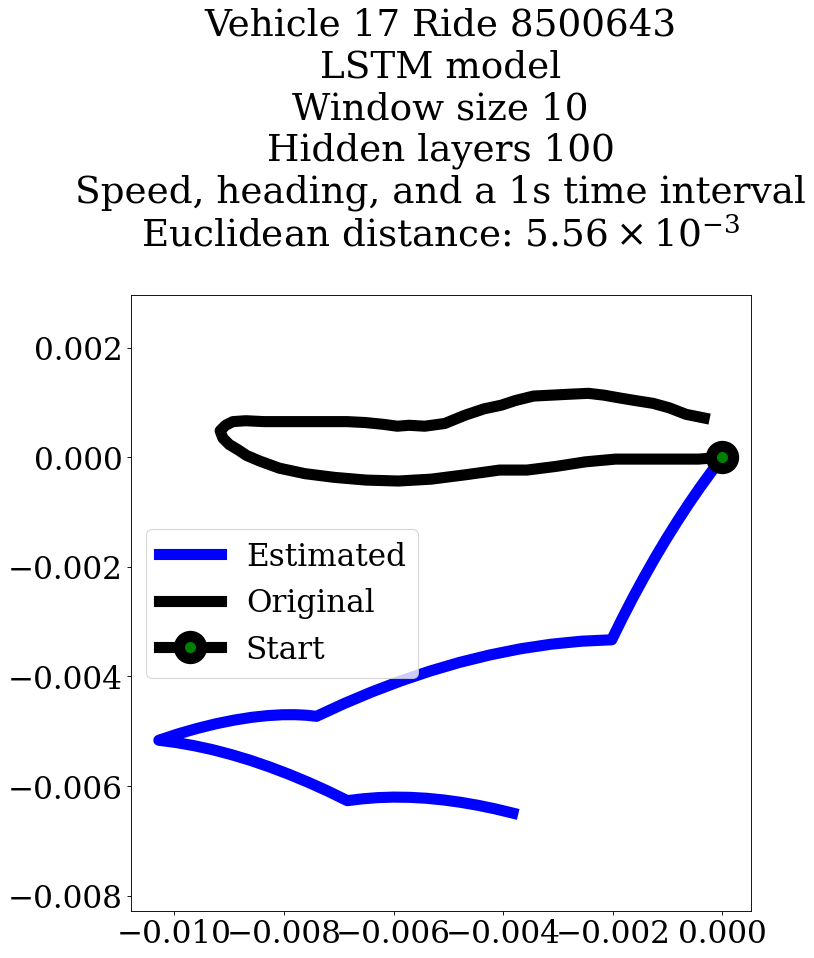 Vehicle 17 Ride 8500643
LSTM model
Window size 10
Hidden layers 100
Speed, heading, and a 1s time interval
Euclidean distance: 5.56 × 10⁻³
0.002
0.000
−0.002
−0.004
−0.006
−0.008
Estimated
Original
Start
−0.010 −0.008 −0.006 −0.004 −0.002 0.000